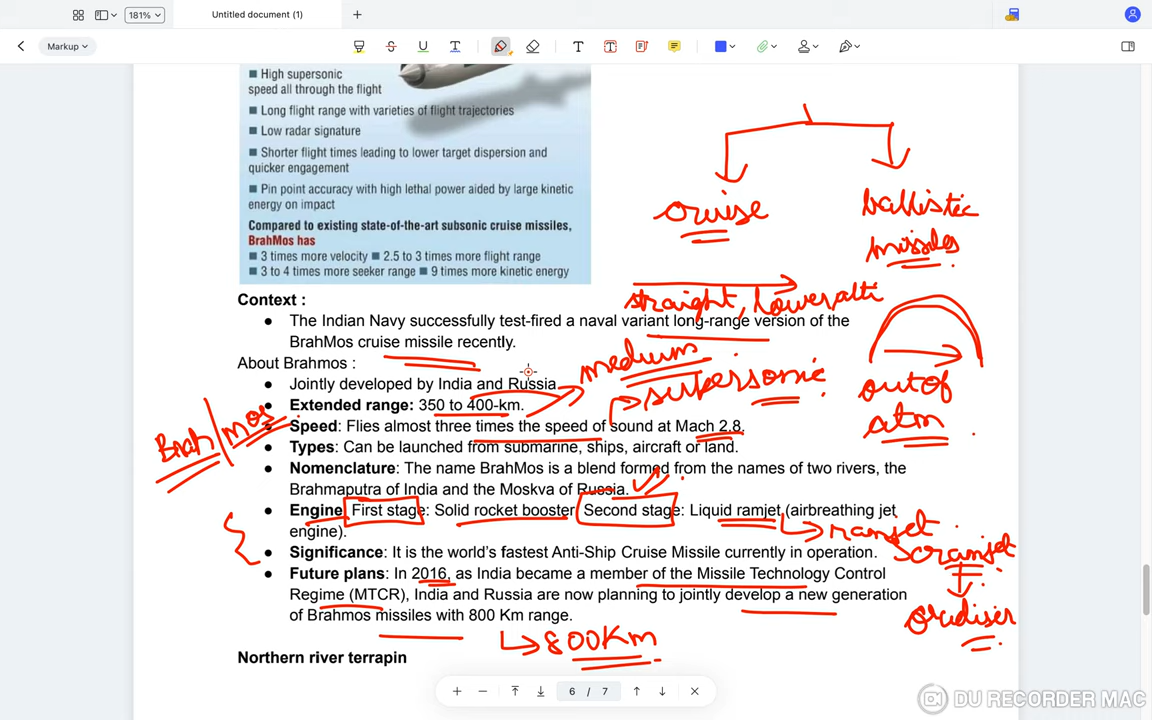 181%
Untitled document (1)
Markup
High supersonic
speed all through the flight
Long flight range with varieties of flight trajectories
Low radar signature
Shorter flight times leading to lower target dispersion and
quicker engagement
Pin point accuracy with high lethal power aided by large kinetic
energy on impact
Compared to existing state-of-the-art subsonic cruise missiles,
BrahMos has
3 times more velocity 2.5 to 3 times more flight range
3 to 4 times more seeker range 9 times more kinetic energy
cruise
ballistic
missiles
straight, lower alti
Context :
The Indian Navy successfully test-fired a naval variant long-range version of the
BrahMos cruise missile recently.
About Brahmos :
medium
supersonic
out of
atm
Jointly developed by India and Russia.
Extended range: 350 to 400-km.
Speed: Flies almost three times the speed of sound at Mach 2.8.
Brah/mos
Types: Can be launched from submarine, ships, aircraft or land.
Nomenclature: The name BrahMos is a blend formed from the names of two rivers, the
Brahmaputra of India and the Moskva of Russia.
Engine: First stage: Solid rocket booster Second stage: Liquid ramjet (airbreathing jet
engine).
ramjet
scramjet
Significance: It is the world's fastest Anti-Ship Cruise Missile currently in operation.
Future plans: In 2016, as India became a member of the Missile Technology Control
Regime (MTCR), India and Russia are now planning to jointly develop a new generation
of Brahmos missiles with 800 Km range.
800Km
Northern river terrapin
6 / 7
DU RECORDER MAC